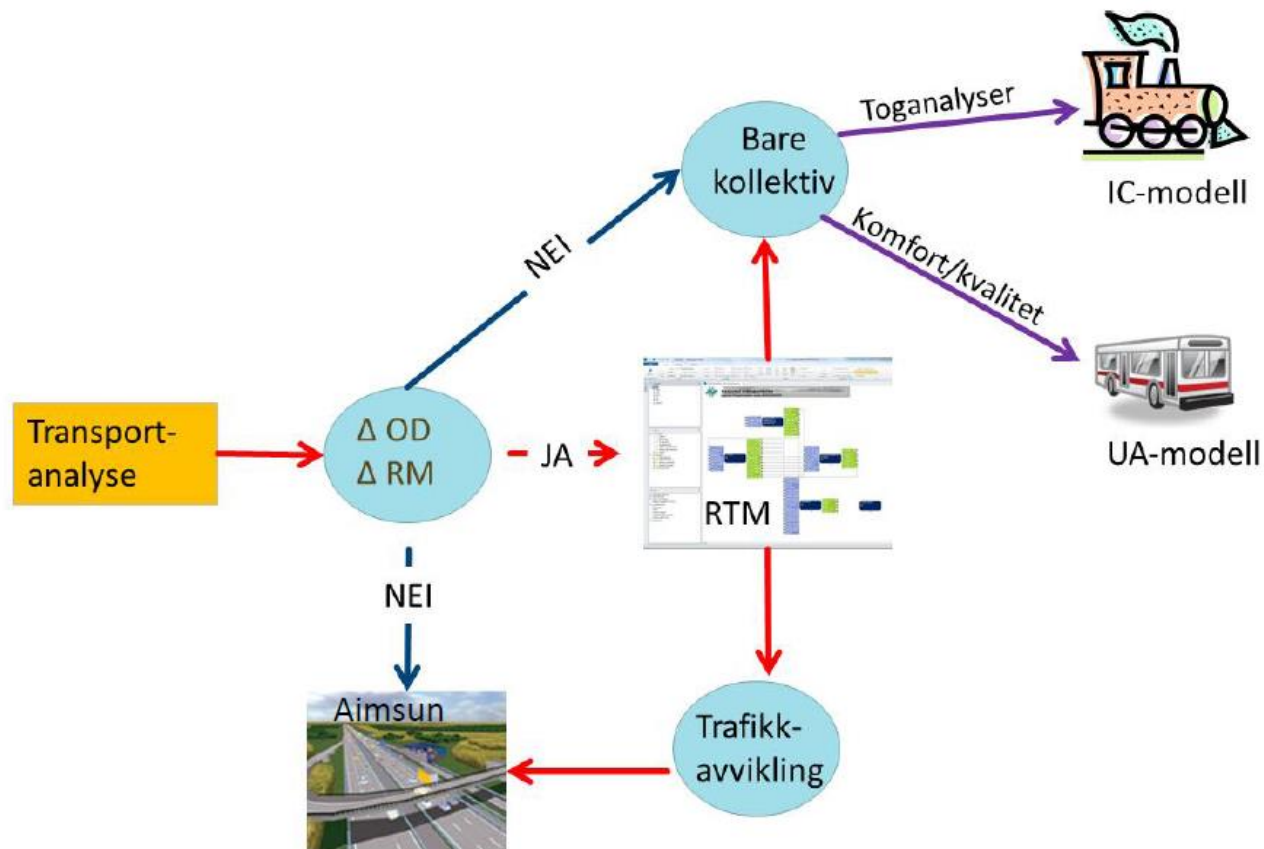 Toganalyser
Bare
kollektiv
IC-modell
NEI
Komfort/kvalitet
Transport-
analyse
Δ OD
Δ RM
JA
RTM
UA-modell
NEI
Aimsun
Trafikk-
avvikling